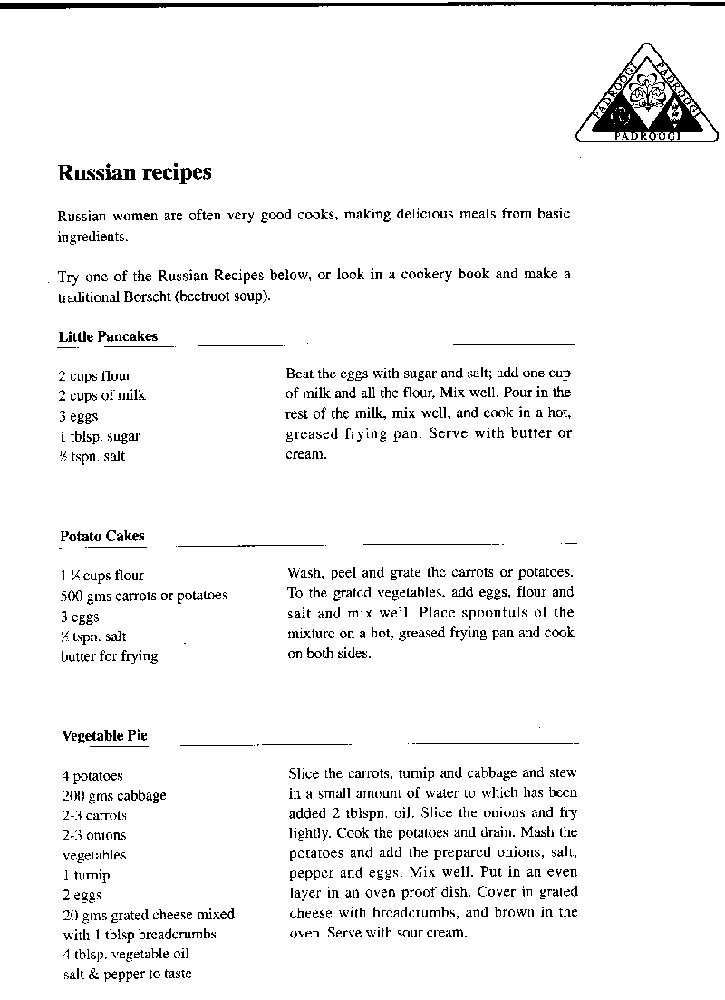 PADROOGI PADROOGI
PADROOGI
Russian recipes
Russian women are often very good cooks, making delicious meals from basic
ingredients.
Try one of the Russian Recipes below, or look in a cookery book and make a
traditional Borscht (beetroot soup).
Little Pancakes
2 cups flour
2 cups of milk
3 eggs
1 tblsp. sugar
½ tspn. salt
Beat the eggs with sugar and salt; add one cup
of milk and all the flour, Mix well. Pour in the
rest of the milk, mix well, and cook in a hot,
greased frying pan. Serve with butter or
cream.
Potato Cakes
1 cups flour
500 gms carrots or potatoes
3 eggs
tspn. salt
butter for frying
Wash, peel and grate the carrots or potatoes.
To the grated vegetables, add eggs, flour and
salt and mix well. Place spoonfuls of the
mixture on a hot, greased frying pan and cook
on both sides.
Vegetable Pie
4 potatoes
200 gms cabbage
2-3 carrots
2-3 onions
vegetables
1 turnip
2 eggs
20 gms grated cheese mixed
with 1 tblsp breadcrumbs
4 tblsp. vegetable oil
salt & pepper to taste
Slice the carrots, turnip and cabbage and stew
in a small amount of water to which has been
added 2 tblspn. oil. Slice the onions and fry
lightly. Cook the potatoes and drain. Mash the
potatoes and add the prepared onions, salt,
pepper and eggs. Mix well. Put in an even
layer in an oven proof dish. Cover in grated
cheese with breadcrumbs, and brown in the
oven. Serve with sour cream.